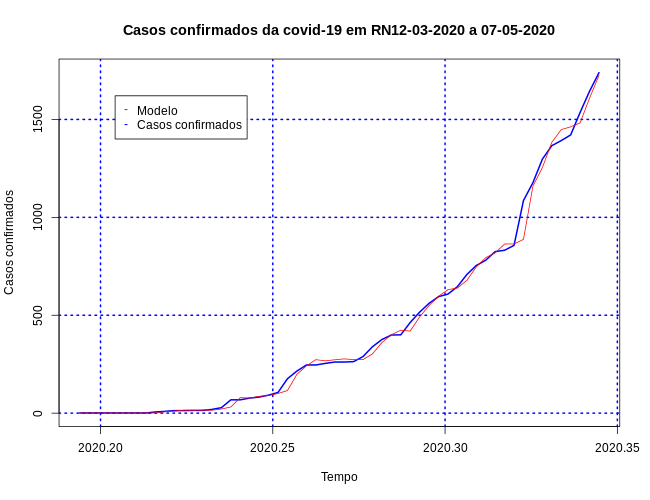 Casos confirmados da covid-19 em RN12-03-2020 a 07-05-2020
Modelo
Casos confirmados
Casos confirmados
1500
1000
500
0
2020.20 2020.25 2020.30 2020.35
Tempo